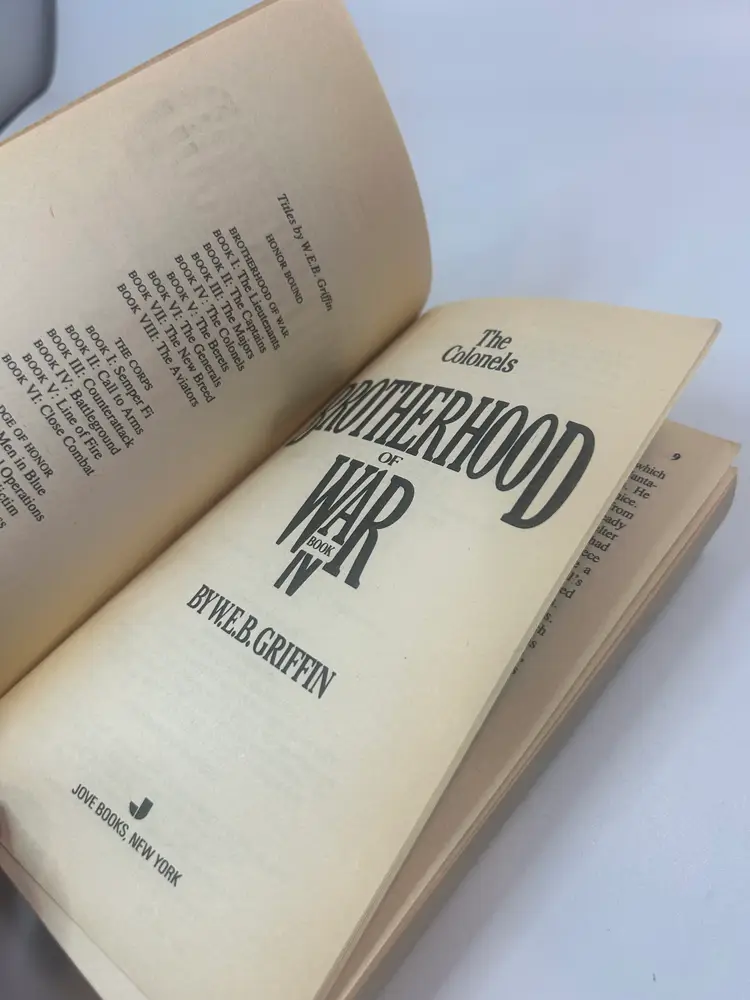 Titles by W.E.B. Griffin
HONOR BOUND
BROTHERHOOD OF WAR
BOOK I: The Lieutenants
BOOK II: The Captains
BOOK III: The Majors
BOOK IV: The Colonels
BOOK V: The Berets
BOOK VI: The Generals
BOOK VII: The New Breed
BOOK VIII: The Aviators
THE CORPS
BOOK I: Semper Fi
BOOK II: Call to Arms
BOOK III: Counterattack
BOOK IV: Battleground
BOOK V: Line of Fire
BOOK VI: Close Combat
OF HONOR
Men in Blue
Operations
The
Colonels
BROTHERHOOD
OF
WAR
BOOK
IV
BY W.E.B. GRIFFIN
J
JOVE BOOKS, NEW YORK
9
which
He
had
a